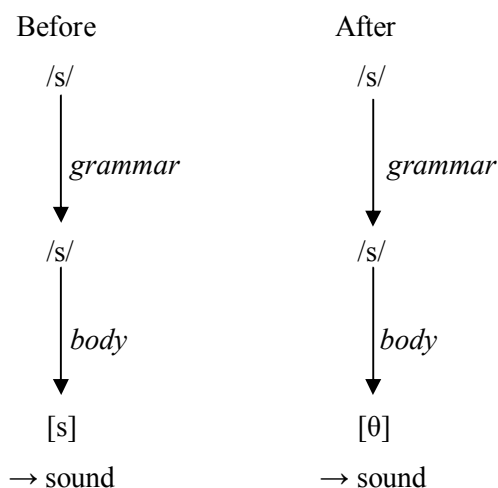 Before After
/s/ /s/
grammar grammar
/s/ /s/
body body
[s] [θ]
→ sound → sound